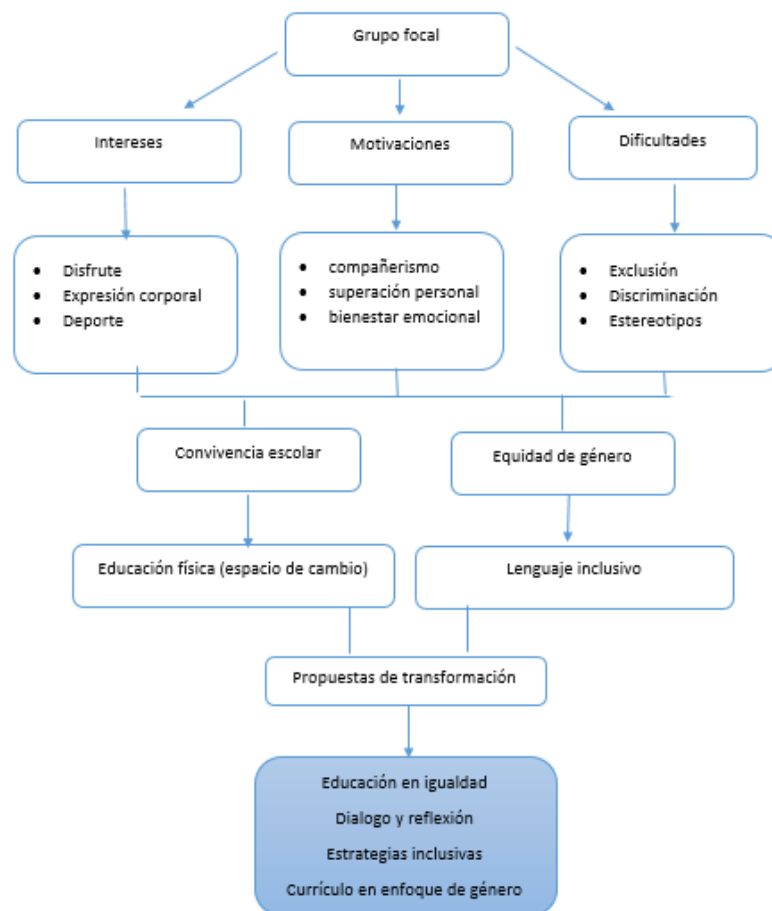 Grupo focal
Intereses
Motivaciones
Dificultades
• Disfrute
• Expresión corporal
• Deporte
• compañerismo
• superación personal
• bienestar emocional
• Exclusión
• Discriminación
• Estereotipos
Convivencia escolar
Equidad de género
Educación física (espacio de cambio)
Lenguaje inclusivo
Propuestas de transformación
Educación en igualdad
Dialogo y reflexión
Estrategias inclusivas
Currículo en enfoque de género